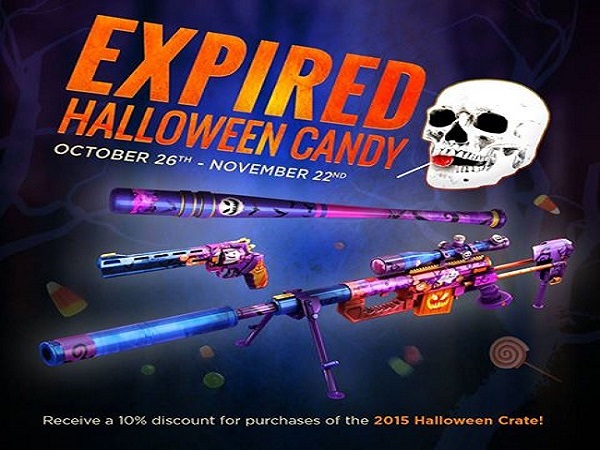 EXPIRED
HALLOWEEN CANDY
OCTOBER 26TH - NOVEMBER 22ND
Receive a 10% discount for purchases of the 2015 Halloween Crate!